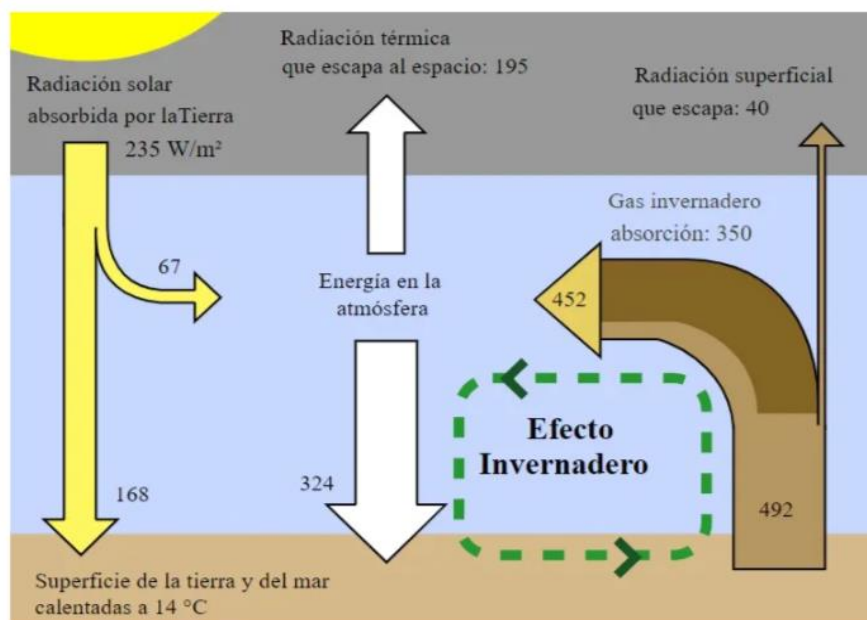 Radiación térmica
que escapa al espacio: 195
Radiación solar
absorbida por laTierra
235 W/m²
Radiación superficial
que escapa: 40
Gas invernadero
absorción: 350
67
Energía en la
atmósfera
452
Efecto
Invernadero
324
168
492
Superficie de la tierra y del mar
calentadas a 14 °C